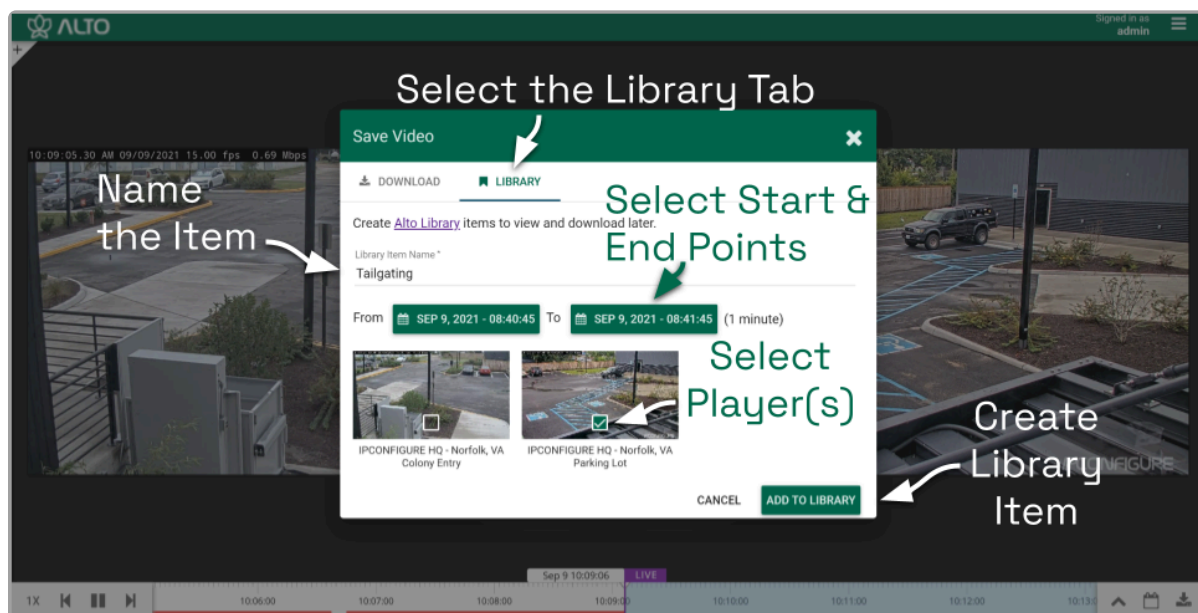 ALTO
Signed in as
admin
+
Select the Library Tab
Save Video
10:09:05.30 AM 09/09/2021 15.00 fps 0.69 Mbps
DOWNLOAD
LIBRARY
Name
the Item
Select Start &
End Points
Create Alto Library items to view and download later.
Library Item Name *
Tailgating
From SEP 9, 2021 - 08:40:45 To SEP 9, 2021 - 08:41:45 (1 minute)
Select
Player(s)
IPCONFIGURE HQ - Norfolk, VA
Colony Entry
IPCONFIGURE HQ - Norfolk, VA
Parking Lot
Create
Library
Item
CANCEL
ADD TO LIBRARY
Sep 9 10:09:06
LIVE
1X
10:06:00
10:07:00
10:08:00
10:10:00
10:11:00
10:12:00